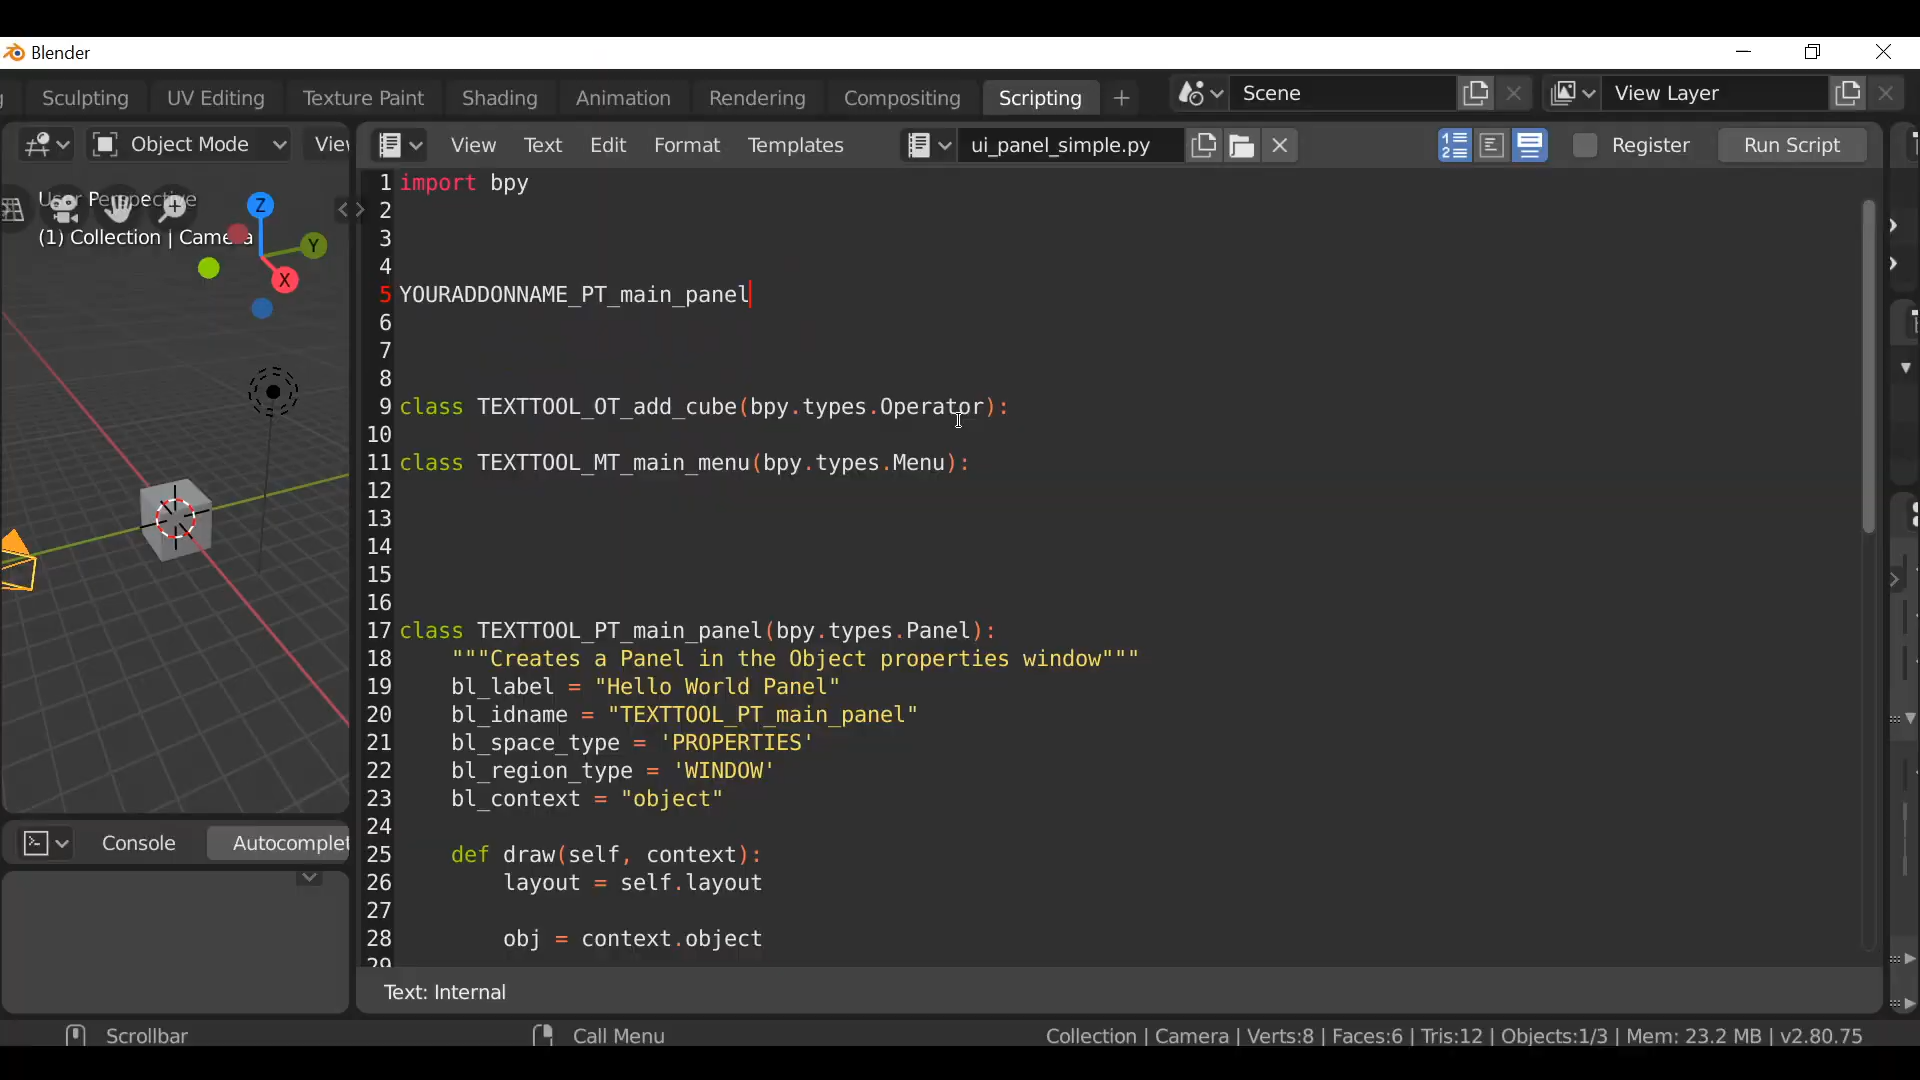 Blender
Sculpting UV Editing Texture Paint Shading Animation Rendering Compositing Scripting + Scene View Layer
Object Mode View Text Edit Format Templates ui_panel_simple.py Register Run Script
User Perspective
(1) Collection | Camera
Z
Y
X
1 import bpy
2
3
4
5 YOURADDONNAME_PT_main_panel
6
7
8
9 class TEXTTOOL_OT_add_cube(bpy.types.Operator):
10
11 class TEXTTOOL_MT_main_menu(bpy.types.Menu):
12
13
14
15
16
17 class TEXTTOOL_PT_main_panel(bpy.types.Panel):
18 """Creates a Panel in the Object properties window"""
19 bl_label = "Hello World Panel"
20 bl_idname = "TEXTTOOL_PT_main_panel"
21 bl_space_type = 'PROPERTIES'
22 bl_region_type = 'WINDOW'
23 bl_context = "object"
24
25 def draw(self, context):
26 layout = self.layout
27
28 obj = context.object
29
Console Autocomplet
Text: Internal
Scrollbar Call Menu Collection | Camera | Verts:8 | Faces:6 | Tris:12 | Objects:1/3 | Mem: 23.2 MB | v2.80.75